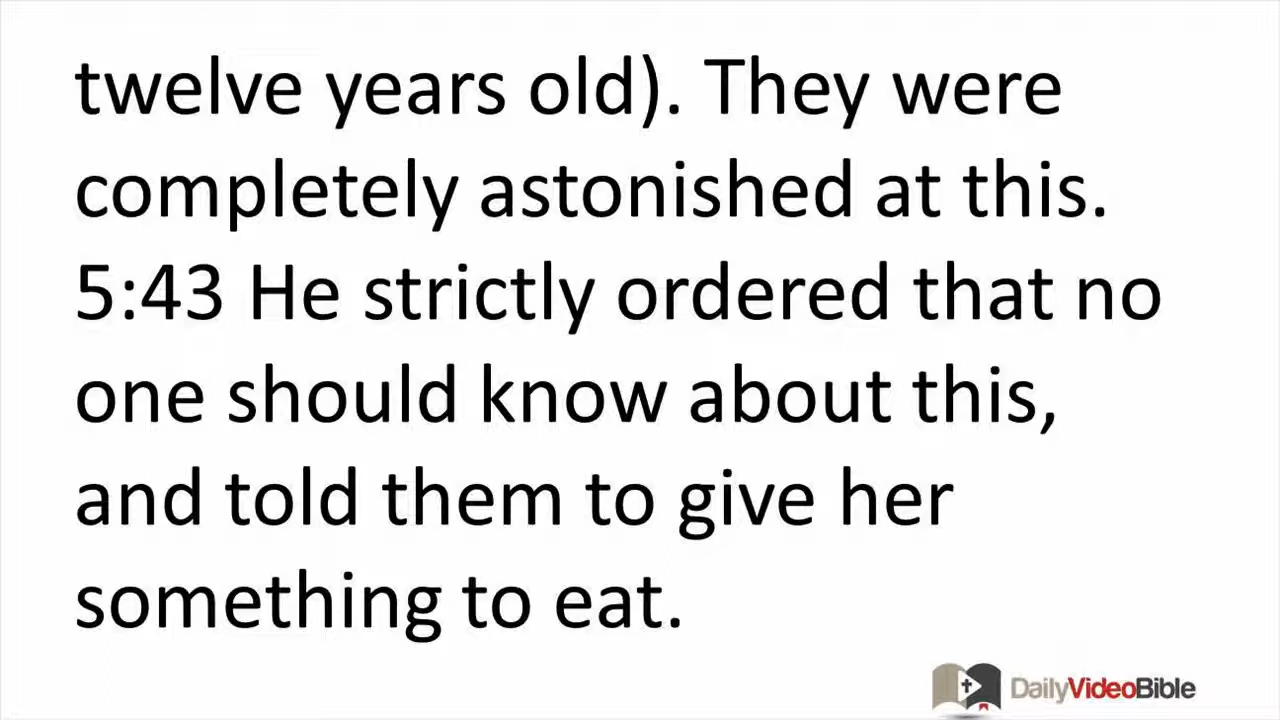 twelve years old). They were
completely astonished at this.
5:43 He strictly ordered that no
one should know about this,
and told them to give her
something to eat.
DailyVideoBible